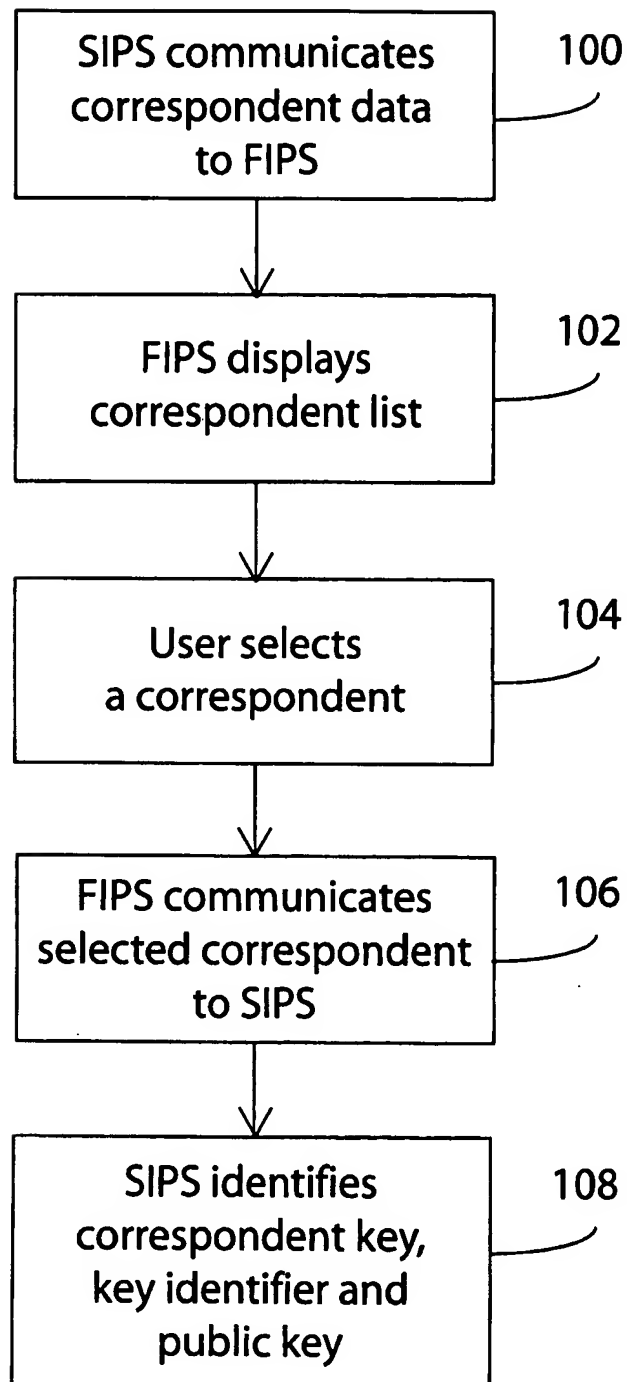 SIPS communicates
correspondent data
to FIPS
100
FIPS displays
correspondent list
102
User selects
a correspondent
104
FIPS communicates
selected correspondent
to SIPS
106
SIPS identifies
correspondent key,
key identifier and
public key
108